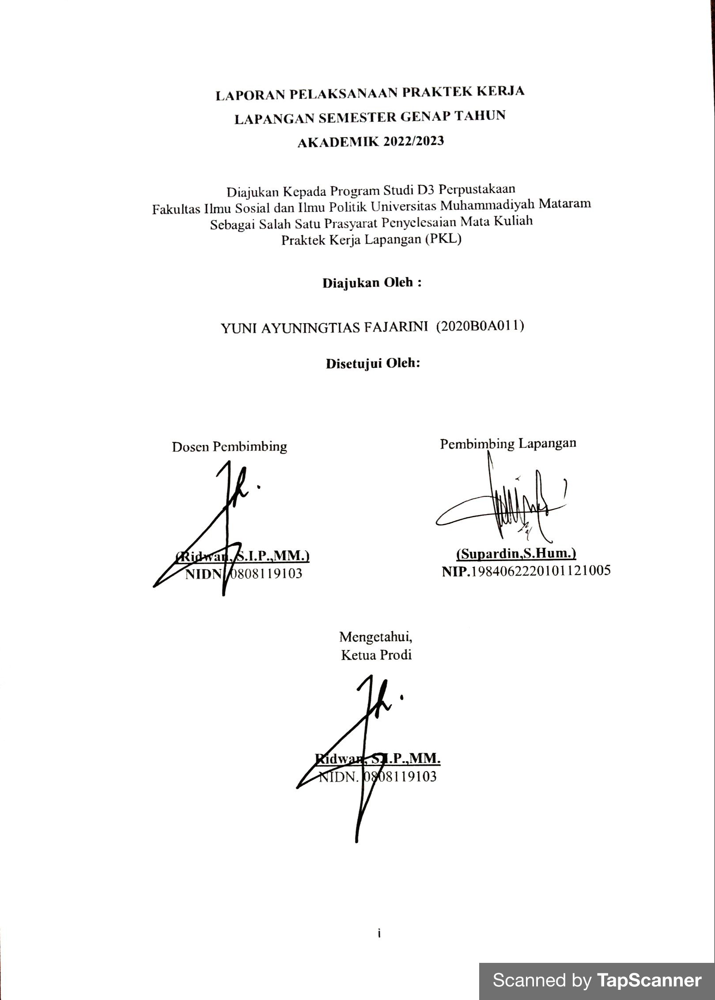 LAPORAN PELAKSANAAN PRAKTEK KERJA
LAPANGAN SEMESTER GENAP TAHUN
AKADEMIK 2022/2023
Diajukan Kepada Program Studi D3 Perpustakaan
Fakultas Ilmu Sosial dan Ilmu Politik Universitas Muhammadiyah Mataram
Sebagai Salah Satu Prasyarat Penyelesaian Mata Kuliah
Praktek Kerja Lapangan (PKL)
Diajukan Oleh :
YUNI AYUNINGTIAS FAJARINI (2020B0A011)
Disetujui Oleh:
Dosen Pembimbing
(Ridwan, S.I.P.,MM.)
NIDN. 0808119103
Pembimbing Lapangan
(Supardin,S.Hum.)
NIP.1984062220101121005
Mengetahui,
Ketua Prodi
Ridwan, S.I.P.,MM.
NIDN. 0808119103
i
Scanned by TapScanner